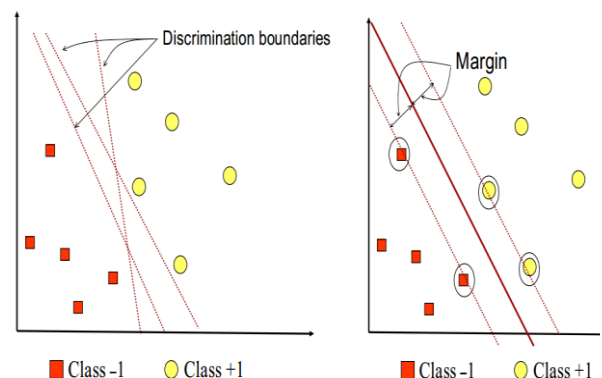 Discrimination boundaries
Class –1 Class +1
Margin
Class –1 Class +1